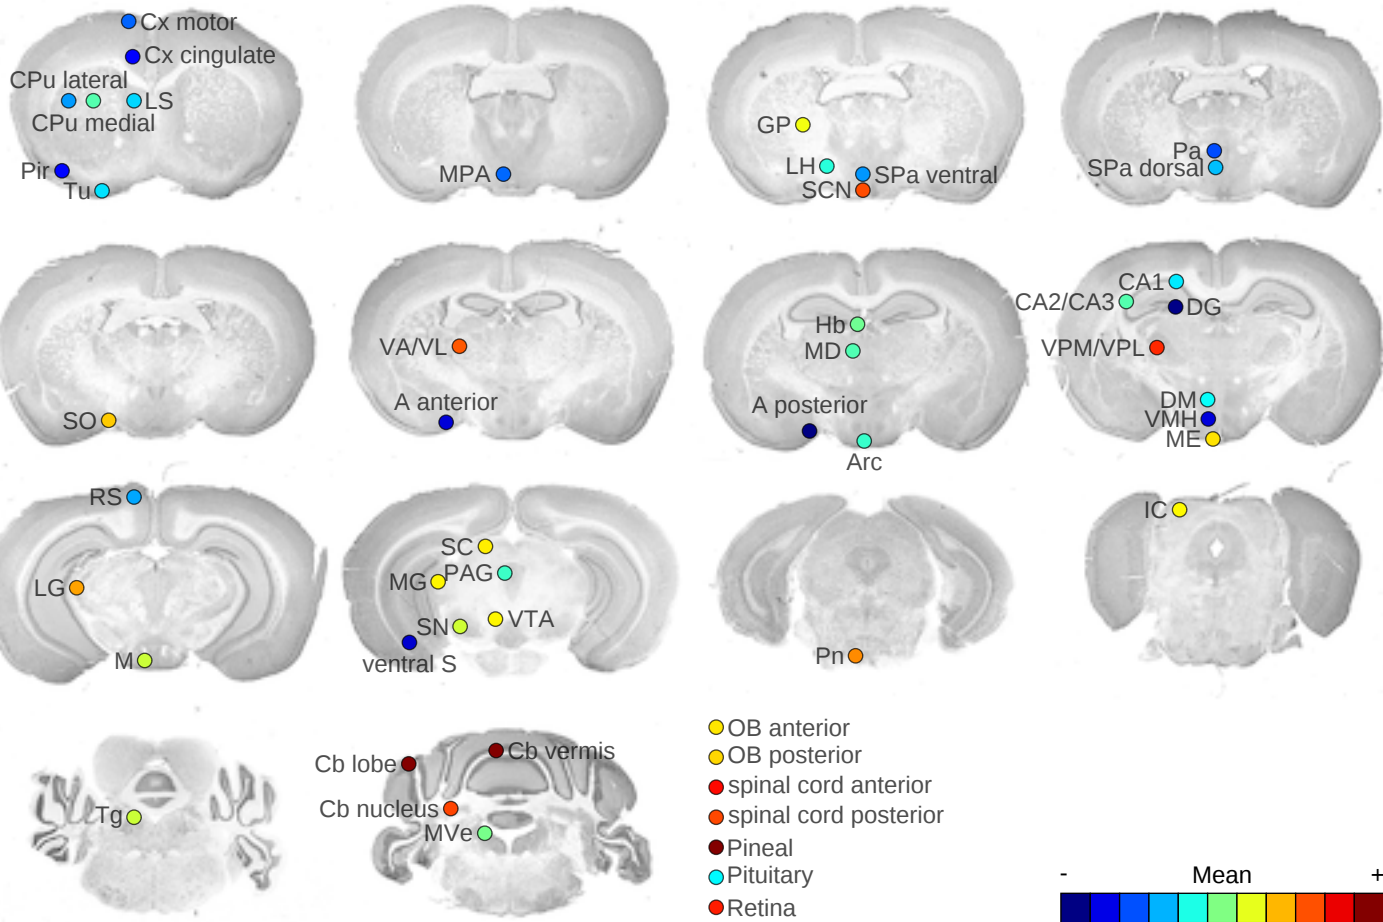 Cx motor
Cx cingulate
CPu lateral
LS
CPu medial
Pir
Tu
MPA
GP
LH
SPa ventral
SCN
Pa
SPa dorsal
SO
VA/VL
A anterior
Hb
MD
A posterior
Arc
CA1
CA2/CA3
DG
VPM/VPL
DM
VMH
ME
RS
LG
M
SC
MG
PAG
SN
VTA
ventral S
Pn
IC
Tg
Cb lobe
Cb vermis
Cb nucleus
MVe
OB anterior
OB posterior
spinal cord anterior
spinal cord posterior
Pineal
Pituitary
Retina
- Mean +